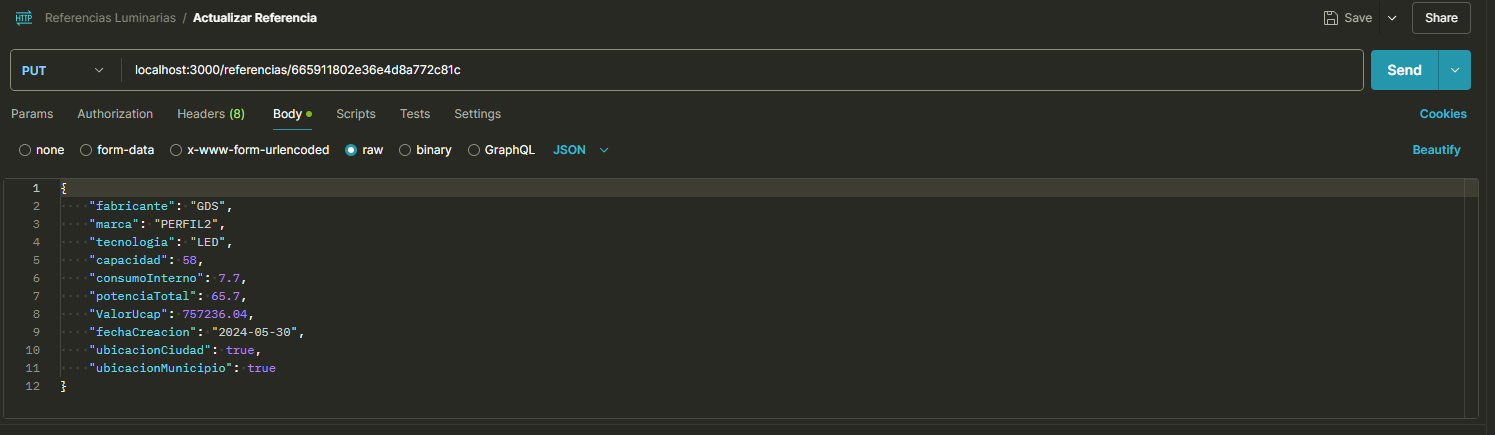 HTTP Referencias Luminarias / Actualizar Referencia Save Share
PUT localhost:3000/referencias/665911802e36e4d8a772c81c Send
Params Authorization Headers (8) Body Scripts Tests Settings Cookies
none form-data x-www-form-urlencoded raw binary GraphQL JSON Beautify
1 {
2 "fabricante": "GDS",
3 "marca": "PERFIL2",
4 "tecnologia": "LED",
5 "capacidad": 58,
6 "consumoInterno": 7.7,
7 "potenciaTotal": 65.7,
8 "ValorUcap": 757236.04,
9 "fechaCreacion": "2024-05-30",
10 "ubicacionCiudad": true,
11 "ubicacionMunicipio": true
12 }